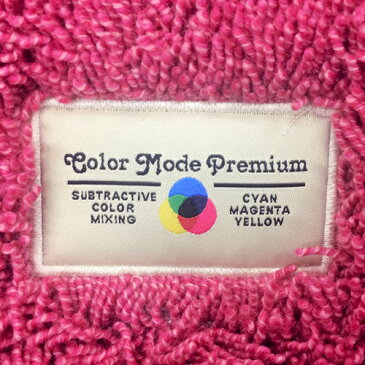 Color Mode Premium
SUBTRACTIVE
COLOR
MIXING
CYAN
MAGENTA
YELLOW